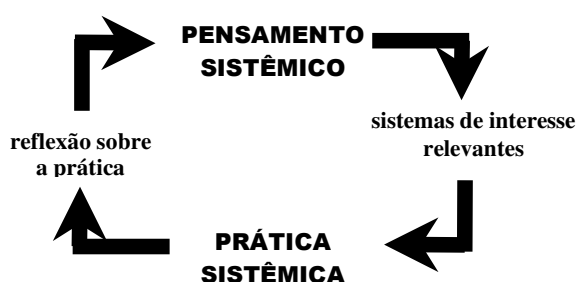 PENSAMENTO
SISTÊMICO
sistemas de interesse
relevantes
reflexão sobre
a prática
PRÁTICA
SISTÊMICA